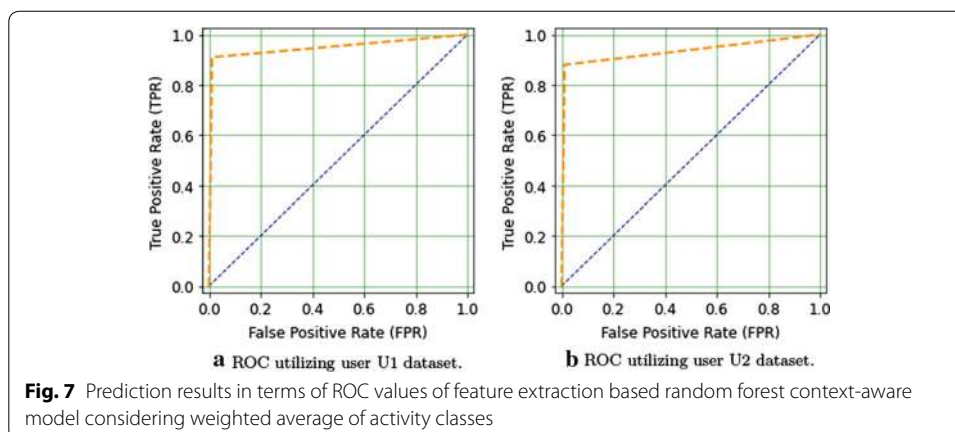 1.0
0.8
0.6
0.4
0.2
0.0
True Positive Rate (TPR)
0.0 0.2 0.4 0.6 0.8 1.0
False Positive Rate (FPR)
a ROC utilizing user U1 dataset.
1.0
0.8
0.6
0.4
0.2
0.0
True Positive Rate (TPR)
0.0 0.2 0.4 0.6 0.8 1.0
False Positive Rate (FPR)
b ROC utilizing user U2 dataset.
Fig. 7 Prediction results in terms of ROC values of feature extraction based random forest context-aware
model considering weighted average of activity classes